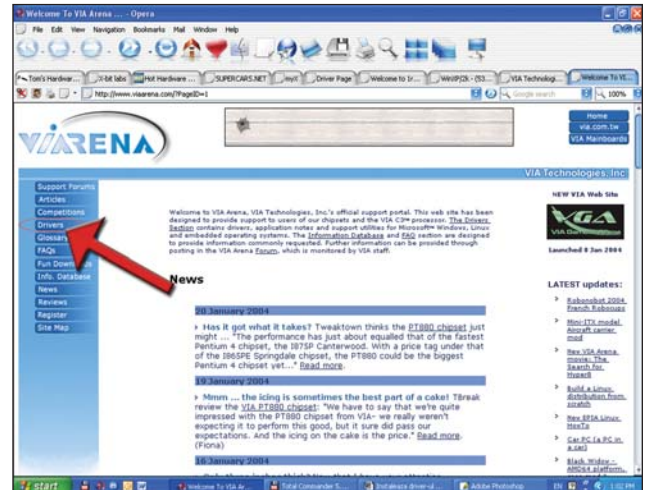 Welcome To VIA Arena .... - Opera
File Edit View Navigation Bookmarks Mail Window Help
Tom's Hardwar...
X-bit labs
Hot Hardware ...
SUPERCARS.NET
myX
Driver Page
Welcome to Ir...
WinXP/2k - (53...
VIA Technologi...
Welcome To VI...
http://www.viaarena.com/?PageID=1
Google search
100%
VIARENA
Home
via.com.tw
VIA Mainboards
VIA Technologies, Inc.
Support Forums
Articles
Competitions
Drivers
Glossary
FAQs
Fun Downloads
Info. Database
News
Reviews
Register
Site Map
Welcome to VIA Arena, VIA Technologies, Inc.'s official support portal. This web site has been
designed to provide support to users of our chipsets and the VIA C3™ processor. The Drivers
Section contains drivers, application notes and support utilities for Microsoft™ Windows, Linux
and embedded operating systems. The Information Database and FAQ section are designed
to provide information commonly requested. Further information can be provided through
posting in the VIA Arena Forum, which is monitored by VIA staff.
News
20 January 2004
Has it got what it takes? Tweaktown thinks the PT880 chipset just
might ... "The performance has just about equalled that of the fastest
Pentium 4 chipset, the I875P Canterwood. With a price tag under that
of the I865PE Springdale chipset, the PT880 could be the biggest
Pentium 4 chipset yet..." Read more.
19 January 2004
Mmm ... the icing is sometimes the best part of a cake! TBreak
review the VIA PT880 chipset: "We have to say that we're quite
impressed with the PT880 chipset from VIA- we really weren't
expecting it to perform this good, but it sure did pass our
expectations. And the icing on the cake is the price." Read more.
(Fiona)
16 January 2004
NEW VIA Web Site
Launched 8 Jan 2004
LATEST updates:
Robonobot 2004
French Robocups
Mini-ITX model
Aircraft carrier
mod
New VIA Arena
movie: The
Search for
Hyper8
Build a Linux
distribution from
scratch
New EPIA Linux
HowTo
Car PC (a PC in
a car)
Black Widow -
AMD64 platform
start
Welcome To VIA Ar...
Total Commander 5....
Instaleaza driver-ul ...
Adobe Photoshop
EN
1:02 PM